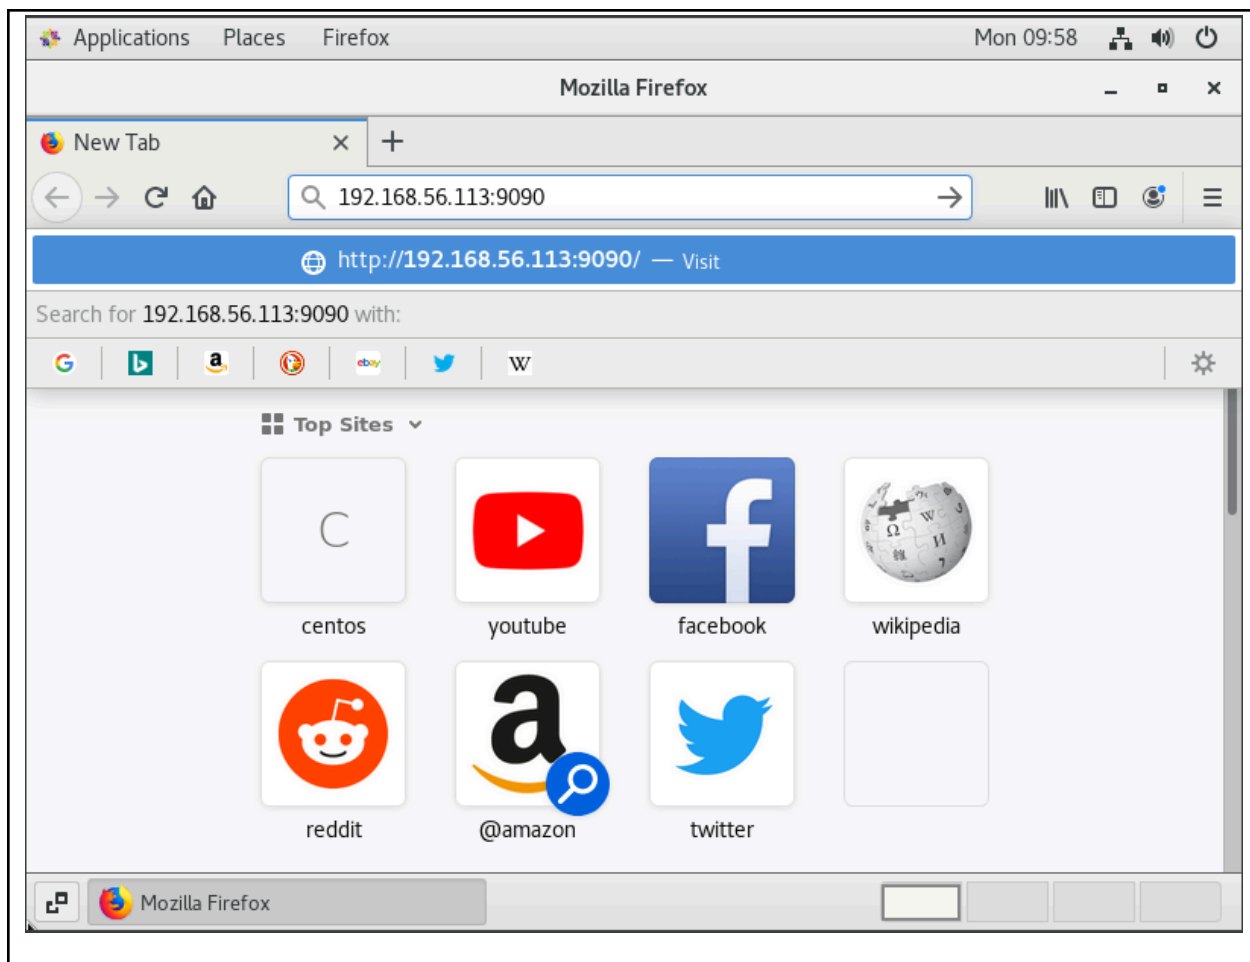 Applications Places Firefox Mon 09:58
Mozilla Firefox
New Tab
192.168.56.113:9090
http://192.168.56.113:9090/ — Visit
Search for 192.168.56.113:9090 with:
G b a ebay W
Top Sites
C
f
Ω W И
centos youtube facebook wikipedia
a
reddit @amazon twitter
Mozilla Firefox